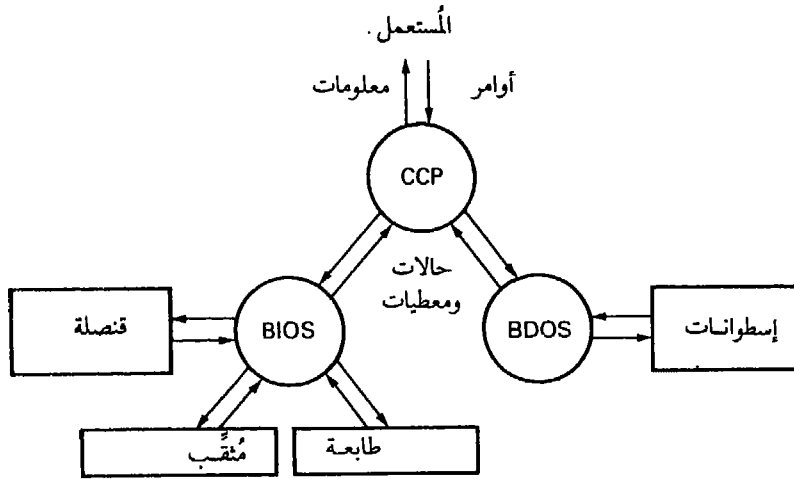 المُستعمل.
أوامر
معلومات
CCP
حالات
ومعطيات
إسطوانات
BDOS
BIOS
قنصلة
طابعة
مُثقِّب